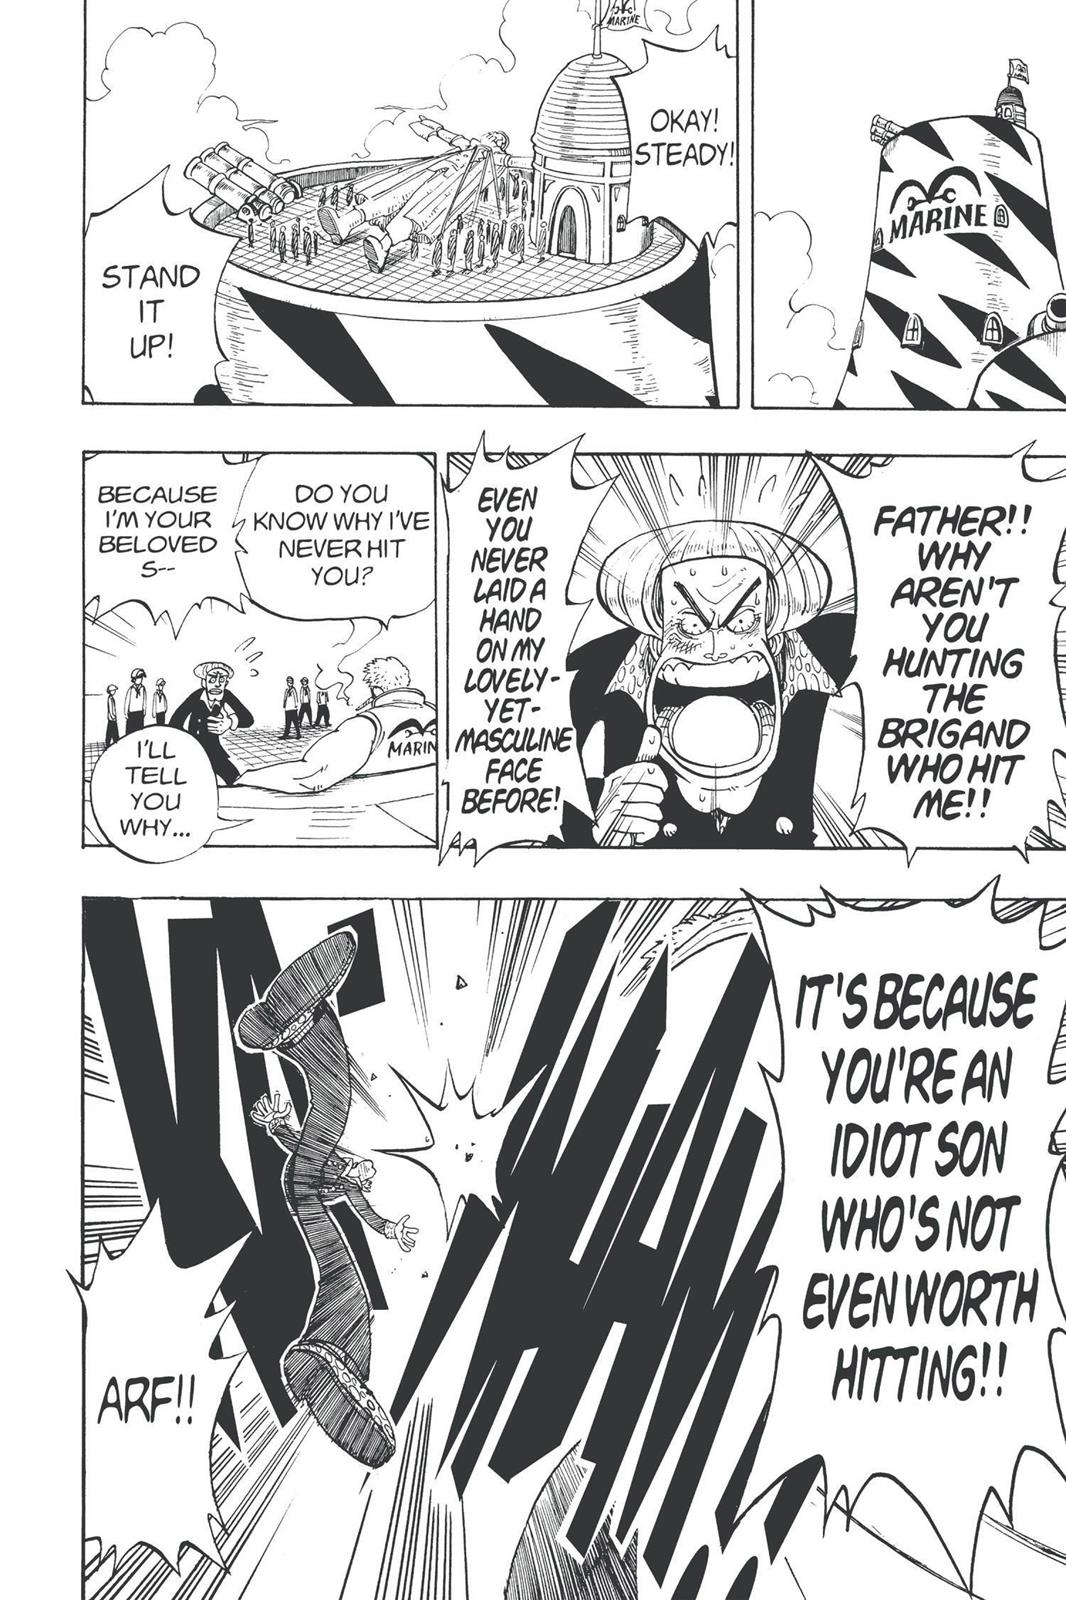 MARINE
MARINE
OKAY!
STEADY!
STAND
IT
UP!
FATHER!!
WHY
AREN'T
YOU
HUNTING
THE
BRIGAND
WHO HIT
ME!!
EVEN
YOU
NEVER
LAID A
HAND
ON MY
LOVELY-
YET-
MASCULINE
FACE
BEFORE!
DO YOU
KNOW WHY I'VE
NEVER HIT
YOU?
BECAUSE
I'M YOUR
BELOVED
S--
MARIN
I'LL
TELL
YOU
WHY...
IT'S BECAUSE
YOU'RE AN
IDIOT SON
WHO'S NOT
EVEN WORTH
HITTING!!
WHAM
ARF!!